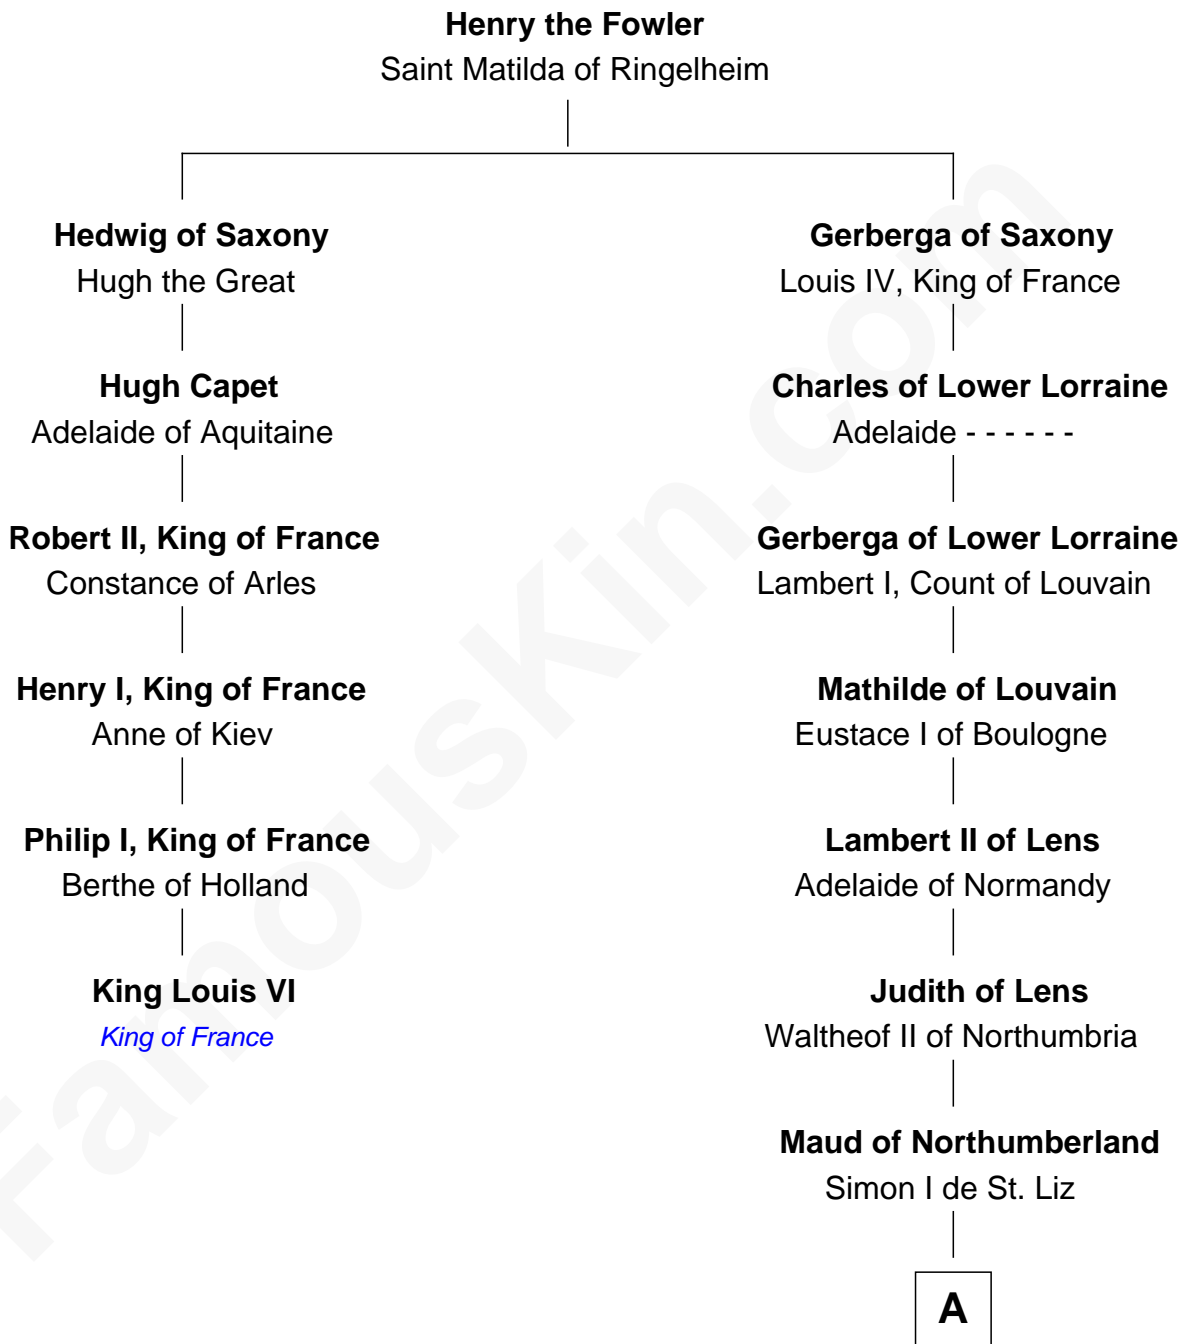 Henry the Fowler
Saint Matilda of Ringelheim
Hedwig of Saxony
Hugh the Great
Gerberga of Saxony
Louis IV, King of France
Hugh Capet
Adelaide of Aquitaine
Charles of Lower Lorraine
Adelaide - - - - - -
Robert II, King of France
Constance of Arles
Gerberga of Lower Lorraine
Lambert I, Count of Louvain
Henry I, King of France
Anne of Kiev
Mathilde of Louvain
Eustace I of Boulogne
Philip I, King of France
Berthe of Holland
Lambert II of Lens
Adelaide of Normandy
King Louis VI
King of France
Judith of Lens
Waltheof II of Northumbria
Maud of Northumberland
Simon I de St. Liz
A
FamousKin.com